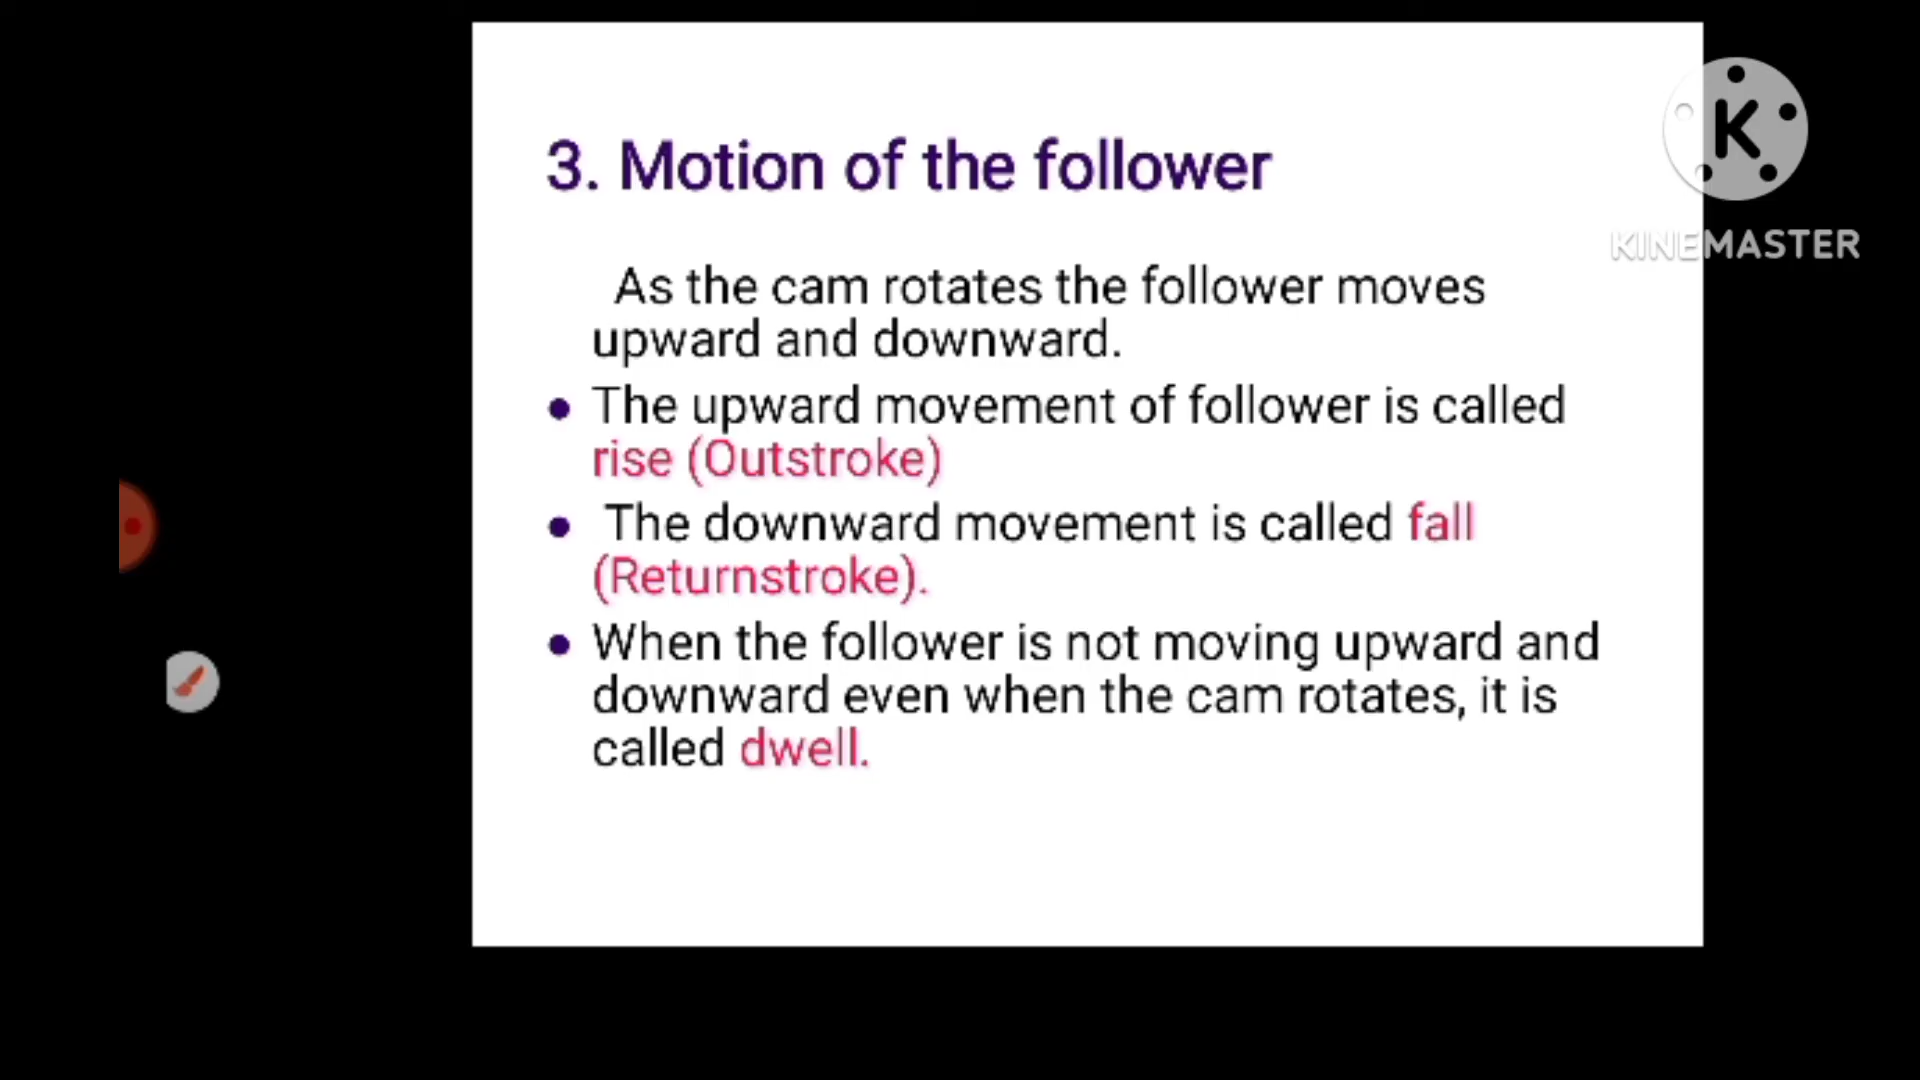 3. Motion of the follower
As the cam rotates the follower moves
upward and downward.
• The upward movement of follower is called
rise (Outstroke)
• The downward movement is called fall
(Returnstroke).
• When the follower is not moving upward and
downward even when the cam rotates, it is
called dwell.
K
KINEMASTER